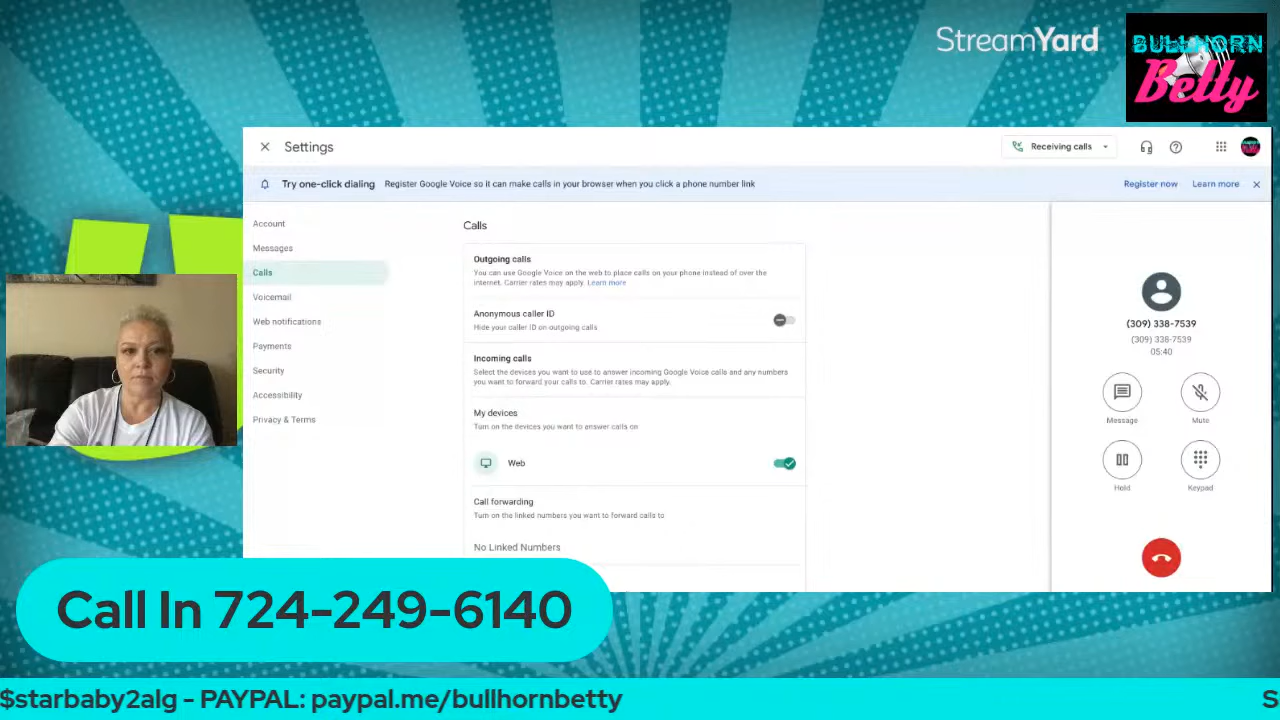 StreamYard
BULLHORN
Betty
Settings
Receiving calls
Try one-click dialing Register Google Voice so it can make calls in your browser when you click a phone number link Register now Learn more
Account
Messages
Calls
Voicemail
Web notifications
Payments
Security
Accessibility
Privacy & Terms
Calls
Outgoing calls
You can use Google Voice on the web to place calls on your phone instead of over the
internet. Carrier rates may apply. Learn more
Anonymous caller ID
Hide your caller ID on outgoing calls
Incoming calls
Select the devices you want to use to answer incoming Google Voice calls and any numbers
you want to forward your calls to. Carrier rates may apply.
My devices
Turn on the devices you want to answer calls on
Web
Call forwarding
Turn on the linked numbers you want to forward calls to
No Linked Numbers
(309) 338-7539
(309) 338-7539
05:40
Message
Mute
Hold
Keypad
Call In 724-249-6140
$starbaby2alg - PAYPAL: paypal.me/bullhornbetty S